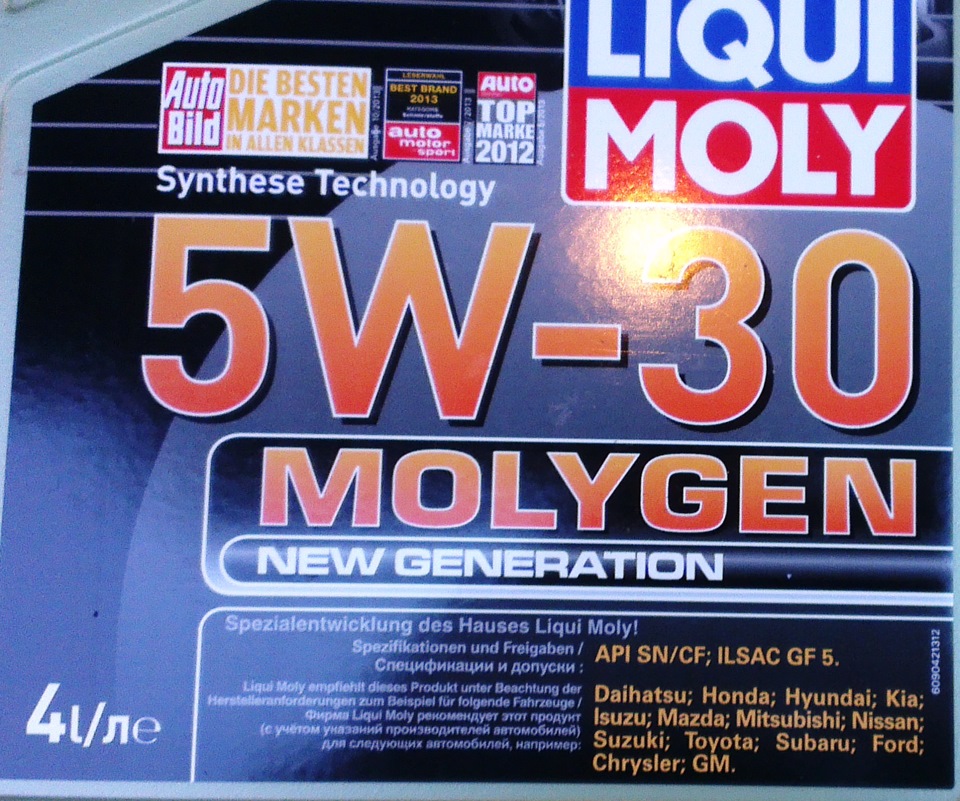 LIQUI
MOLY
Auto
Bild
DIE BESTEN
MARKEN
IN ALLEN KLASSEN
LESERWAHL
BEST BRAND
2013
KATEGORIE
Schmierstoffe
auto
motor
sport
Auto
TOP
MARKE
2012
Synthese Technology
5W-30
MOLYGEN
NEW GENERATION
Spezialentwicklung des Hauses Liqui Moly!
Spezifikationen und Freigaben /
Спецификации и допуски :
API SN/CF; ILSAC GF 5.
Liqui Moly empfiehlt dieses Produkt unter Beachtung der
Herstelleranforderungen zum Beispiel für folgende Fahrzeuge /
Фирма Liqui Moly рекомендует этот продукт
(с учётом указаний производителей автомобилей)
для следующих автомобилей, например:
Daihatsu; Honda; Hyundai; Kia;
Isuzu; Mazda; Mitsubishi; Nissan;
Suzuki; Toyota; Subaru; Ford;
Chrysler; GM.
4l/л℮
6090421312